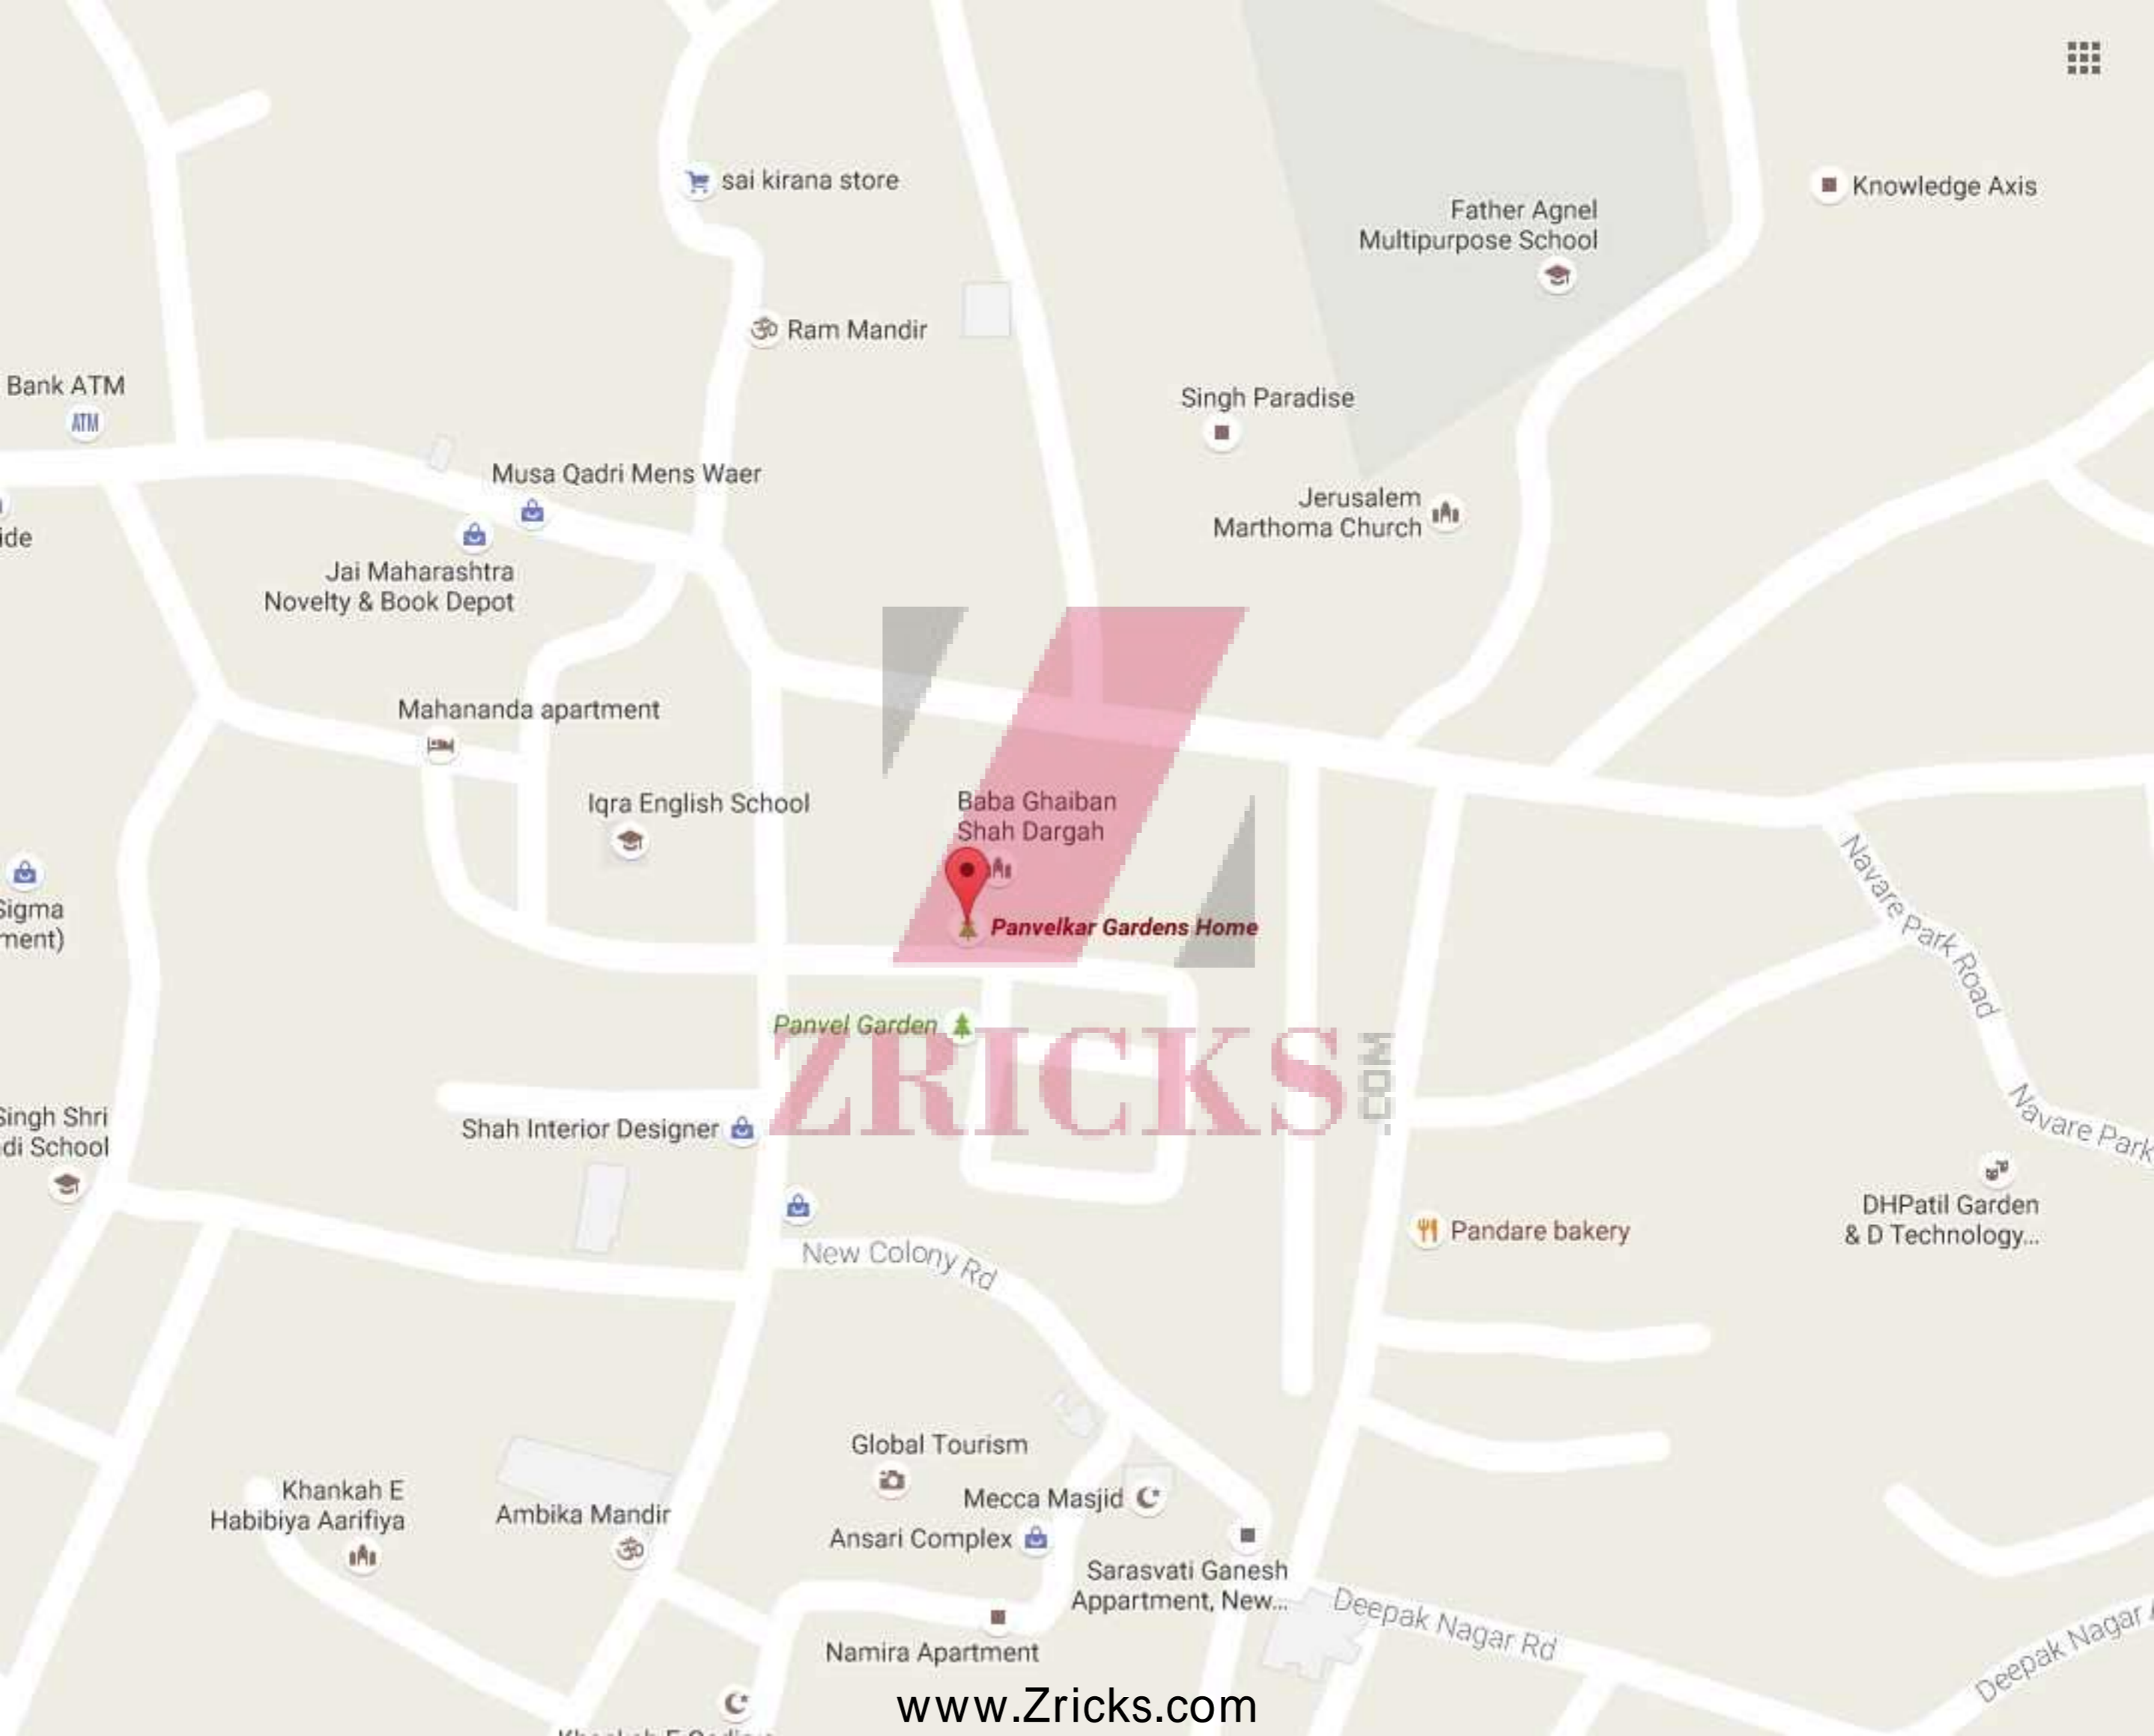 sai kirana store
Knowledge Axis
Father Agnel
Multipurpose School
Ram Mandir
Bank ATM
ATM
Singh Paradise
Musa Qadri Mens Waer
Jerusalem
Marthoma Church
ide
Jai Maharashtra
Novelty & Book Depot
Mahananda apartment
Iqra English School
Baba Ghaiban
Shah Dargah
Navare Park Road
Sigma
ment)
Panvelkar Gardens Home
Panvel Garden
ZRICKS
.COM
Singh Shri
di School
Shah Interior Designer
Navare Park
DHPatil Garden
& D Technology...
Pandare bakery
New Colony Rd
Global Tourism
Khankah E
Habibiya Aarifiya
Mecca Masjid
Ambika Mandir
Ansari Complex
Sarasvati Ganesh
Appartment, New...
Deepak Nagar Rd
Deepak Nagar
Namira Apartment
www.Zricks.com